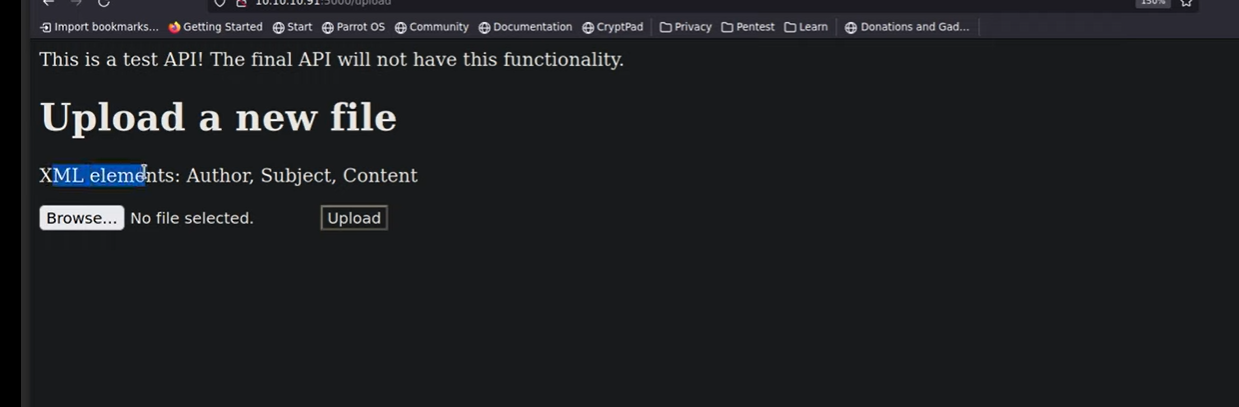 10.10.10.91:5000/upload 150%
Import bookmarks... Getting Started Start Parrot OS Community Documentation CryptPad Privacy Pentest Learn Donations and Gad...
This is a test API! The final API will not have this functionality.
Upload a new file
XML elements: Author, Subject, Content
Browse... No file selected. Upload